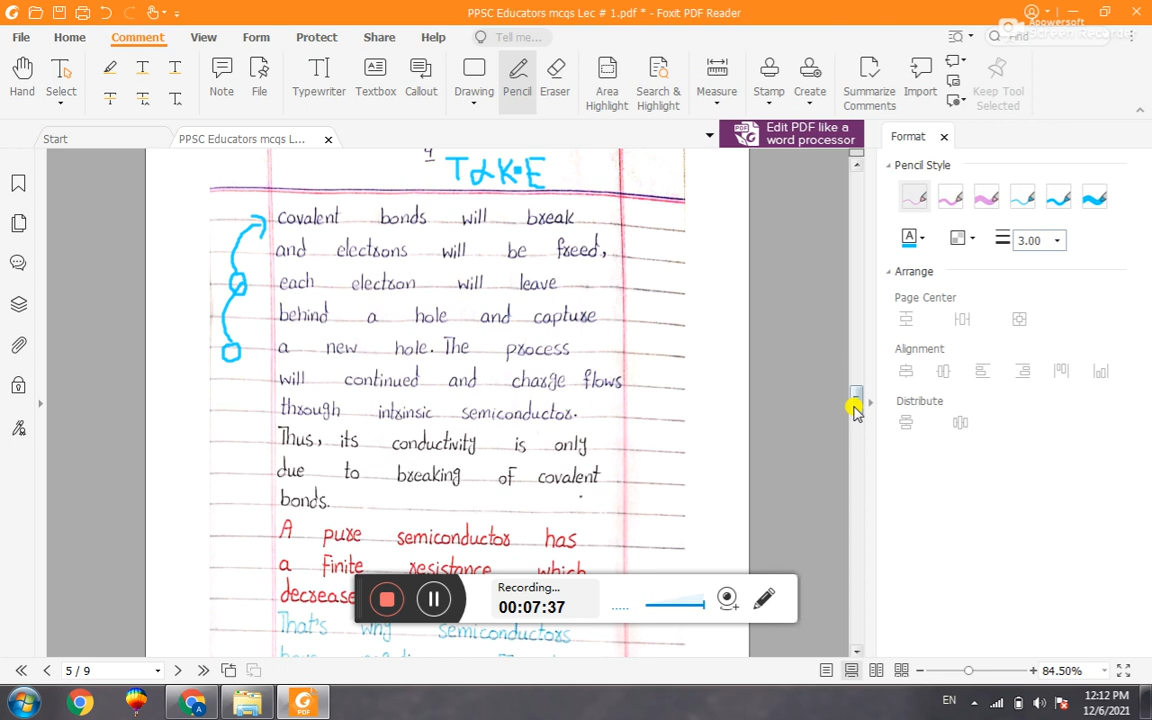 PPSC Educators mcqs Lec # 1.pdf * - Foxit PDF Reader
Apowersoft
Screen Recorder
File Home Comment View Form Protect Share Help Tell me... Find
Hand Select Note File Typewriter Textbox Callout Drawing Pencil Eraser Area Highlight Search & Highlight Measure Stamp Create Summarize Comments Import Keep Tool Selected
Start PPSC Educators mcqs L... Edit PDF like a word processor Format
Pencil Style
A 3.00
Arrange
Page Center
Alignment
Distribute
T α K·E
covalent bonds will break
and electrons will be freed,
each electron will leave
behind a hole and capture
a new hole. The process
will continued and charge flows
through intrinsic semiconductor.
Thus, its conductivity is only
due to breaking of covalent
bonds.
A pure semiconductor has
a finite resistance which
decrease
That's why semiconductors
Recording...
00:07:37
5 / 9 84.50%
EN 12:12 PM
12/6/2021